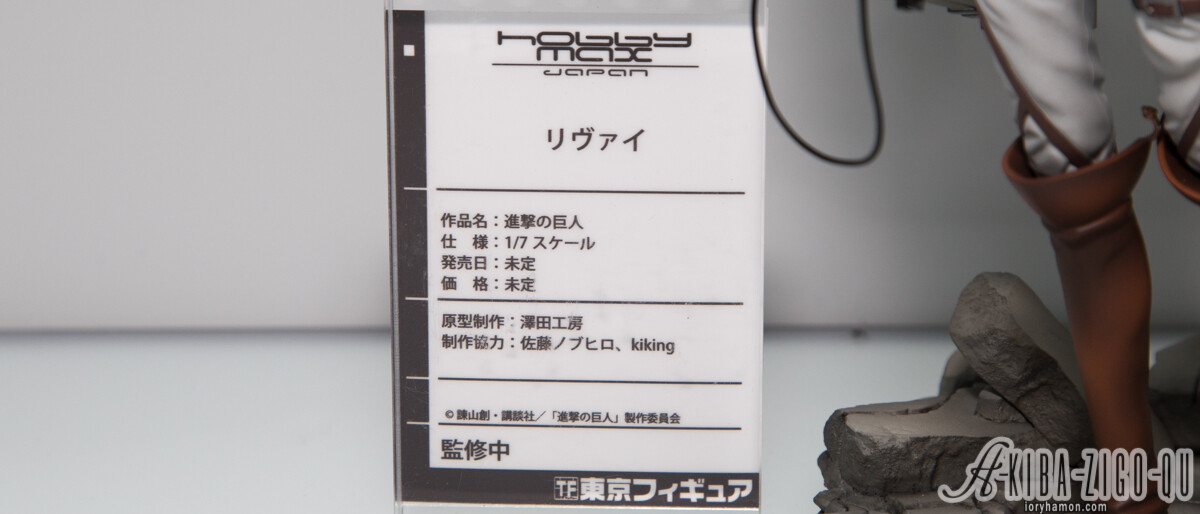 hobby
max
JAPAN
リヴァイ
作品名：進撃の巨人
仕　様：1/7 スケール
発売日：未定
価　格：未定
原型制作：澤田工房
制作協力：佐藤ノブヒロ、kiking
© 諫山創・講談社／「進撃の巨人」製作委員会
監修中
TF 東京フィギュア
A-KIBA-ZIGO-QU
ioryhamon.com